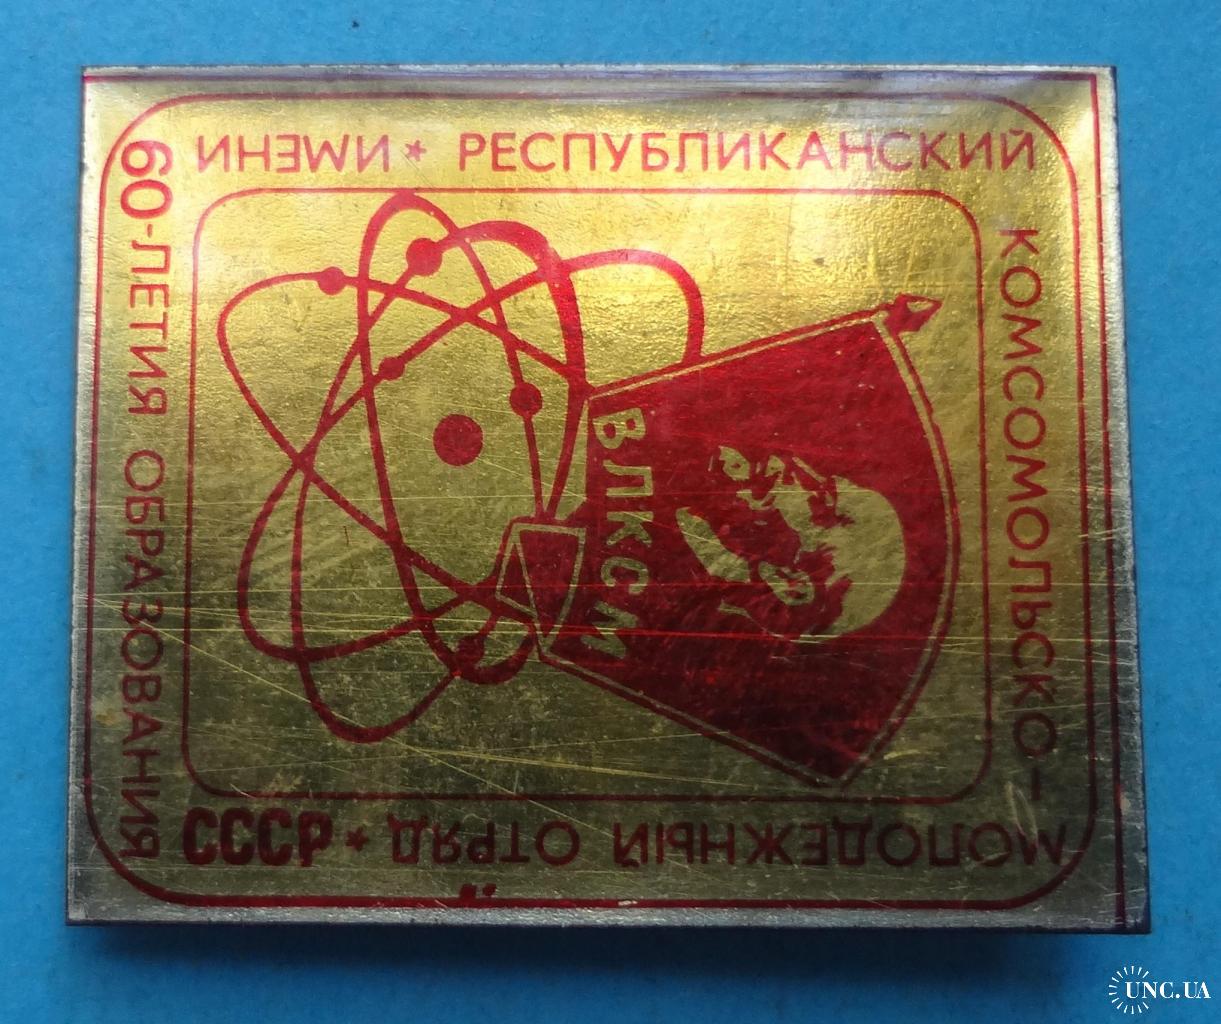 РЕСПУБЛИКАНСКИЙ
КОМСОМОЛЬСКО-
МОЛОДЕЖНЫЙ ОТРЯД *
ИМЕНИ *
60-ЛЕТИЯ ОБРАЗОВАНИЯ
СССР
ВЛКСМ
UNC.UA